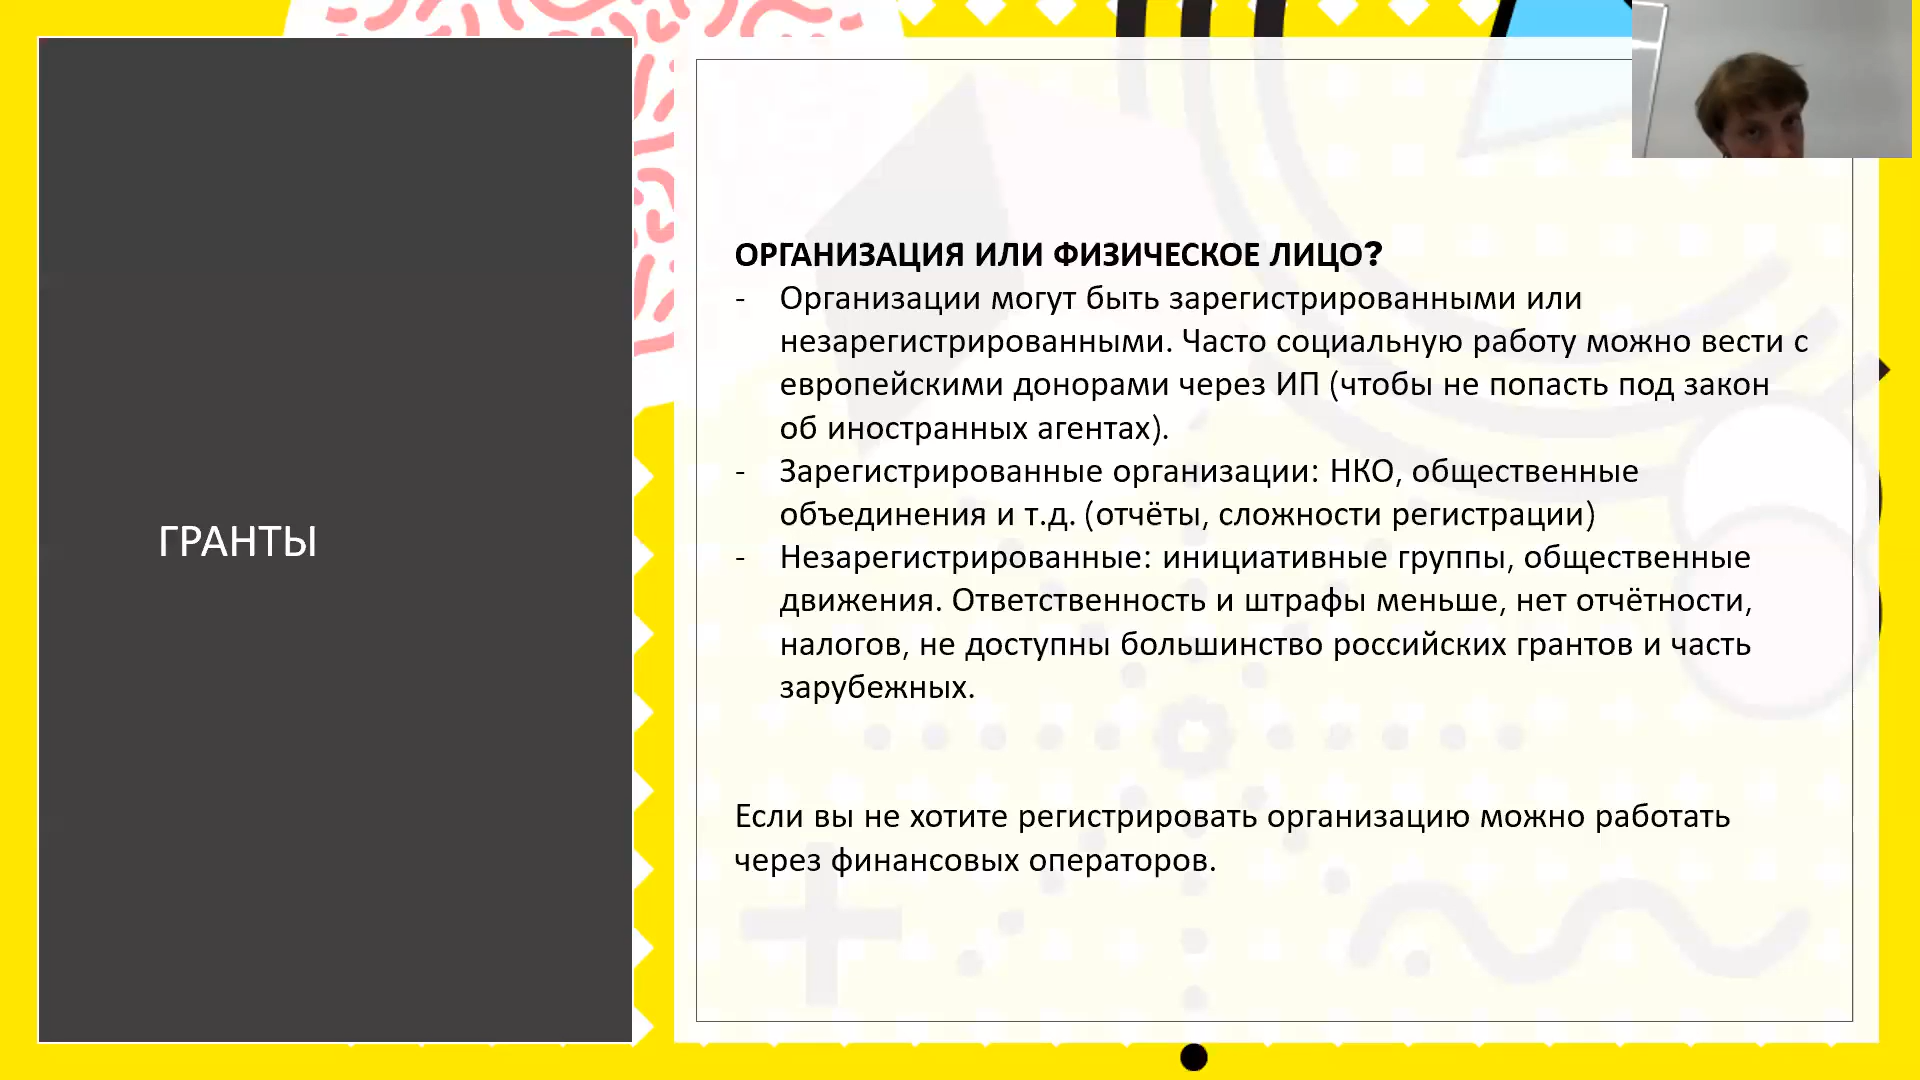 ГРАНТЫ
ОРГАНИЗАЦИЯ ИЛИ ФИЗИЧЕСКОЕ ЛИЦО?
- Организации могут быть зарегистрированными или
незарегистрированными. Часто социальную работу можно вести с
европейскими донорами через ИП (чтобы не попасть под закон
об иностранных агентах).
- Зарегистрированные организации: НКО, общественные
объединения и т.д. (отчёты, сложности регистрации)
- Незарегистрированные: инициативные группы, общественные
движения. Ответственность и штрафы меньше, нет отчётности,
налогов, не доступны большинство российских грантов и часть
зарубежных.
Если вы не хотите регистрировать организацию можно работать
через финансовых операторов.